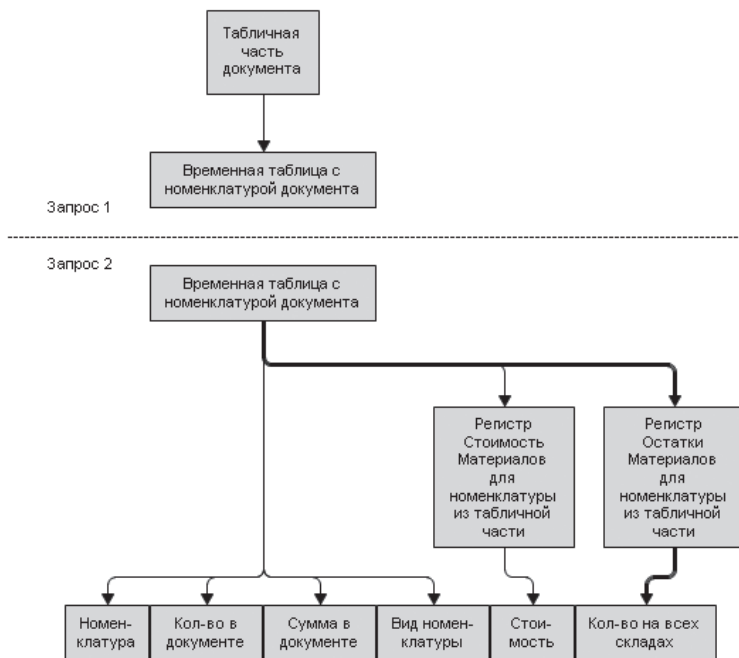 Табличная
часть
документа
Временная таблица с
номенклатурой документа
Запрос 1
Запрос 2
Временная таблица с
номенклатурой документа
Регистр
Стоимость
Материалов
для
номенклатуры
из табличной
части
Регистр
Остатки
Материалов
для
номенклатуры
из табличной
части
Номен-
клатура
Кол-во в
документе
Сумма в
документе
Вид номен-
клатуры
Стои-
мость
Кол-во на всех
складах